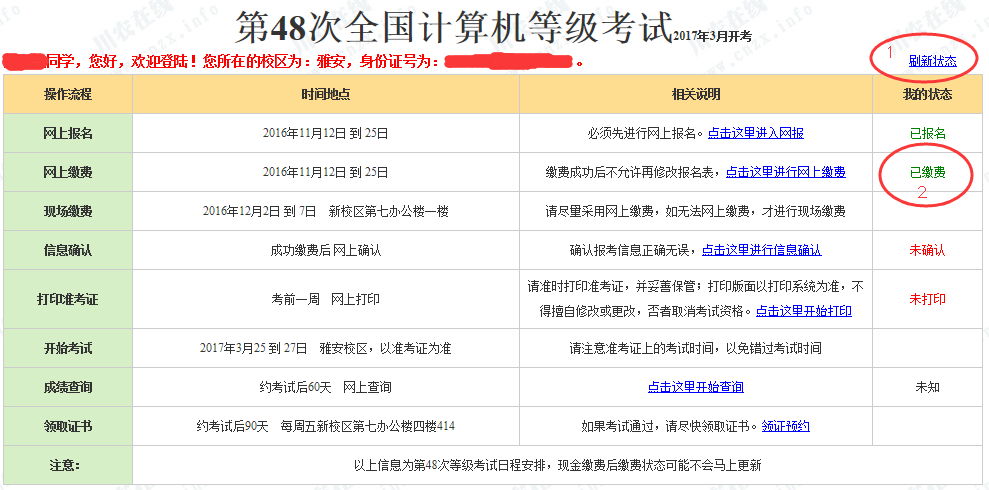 第48次全国计算机等级考试2017年3月开考
同学，您好，欢迎登陆！您所在的校区为：雅安，身份证号为： 。
1 刷新状态
操作流程 时间地点 相关说明 我的状态
网上报名 2016年11月12日 到 25日 必须先进行网上报名。点击这里进入网报 已报名
网上缴费 2016年11月12日 到 25日 缴费成功后不允许再修改报名表，点击这里进行网上缴费 已缴费
2
现场缴费 2016年12月2日 到 7日 新校区第七办公楼一楼 请尽量采用网上缴费，如无法网上缴费，才进行现场缴费
信息确认 成功缴费后 网上确认 确认报考信息正确无误，点击这里进行信息确认 未确认
打印准考证 考前一周 网上打印 请准时打印准考证，并妥善保管；打印版面以打印系统为准，不
得擅自修改或更改，否者取消考试资格。点击这里开始打印 未打印
开始考试 2017年3月25 到 27日 雅安校区，以准考证为准 请注意准考证上的考试时间，以免错过考试时间
成绩查询 约考试后60天 网上查询 点击这里开始查询 未知
领取证书 约考试后90天 每周五新校区第七办公楼四楼414 如果考试通过，请尽快领取证书。领证预约
注意： 以上信息为第48次等级考试日程安排，现金缴费后缴费状态可能不会马上更新